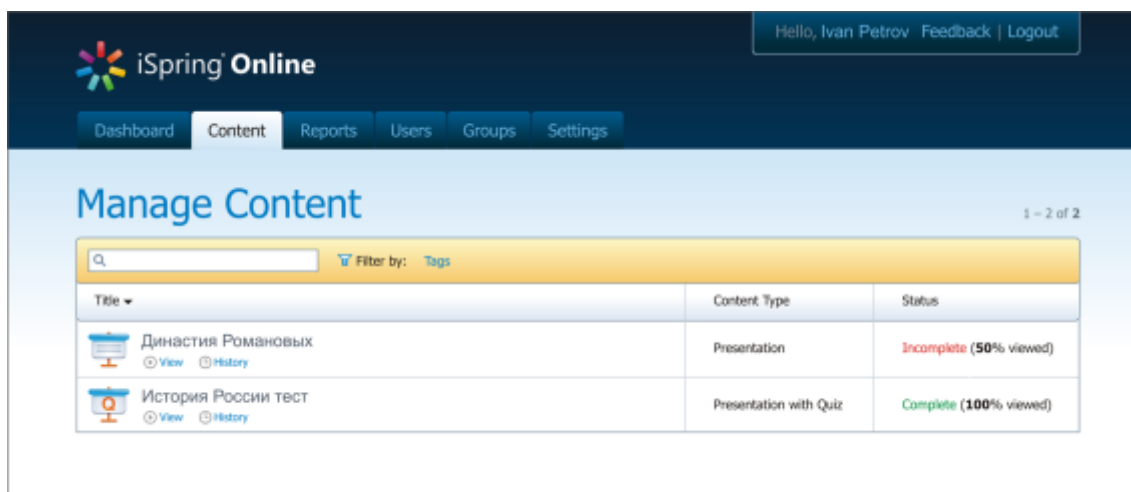 Hello, Ivan Petrov Feedback | Logout
iSpring Online
Dashboard Content Reports Users Groups Settings
Manage Content
1 – 2 of 2
Filter by: Tags
Title Content Type Status
Династия Романовых
View History
Presentation
Incomplete (50% viewed)
История России тест
View History
Presentation with Quiz
Complete (100% viewed)